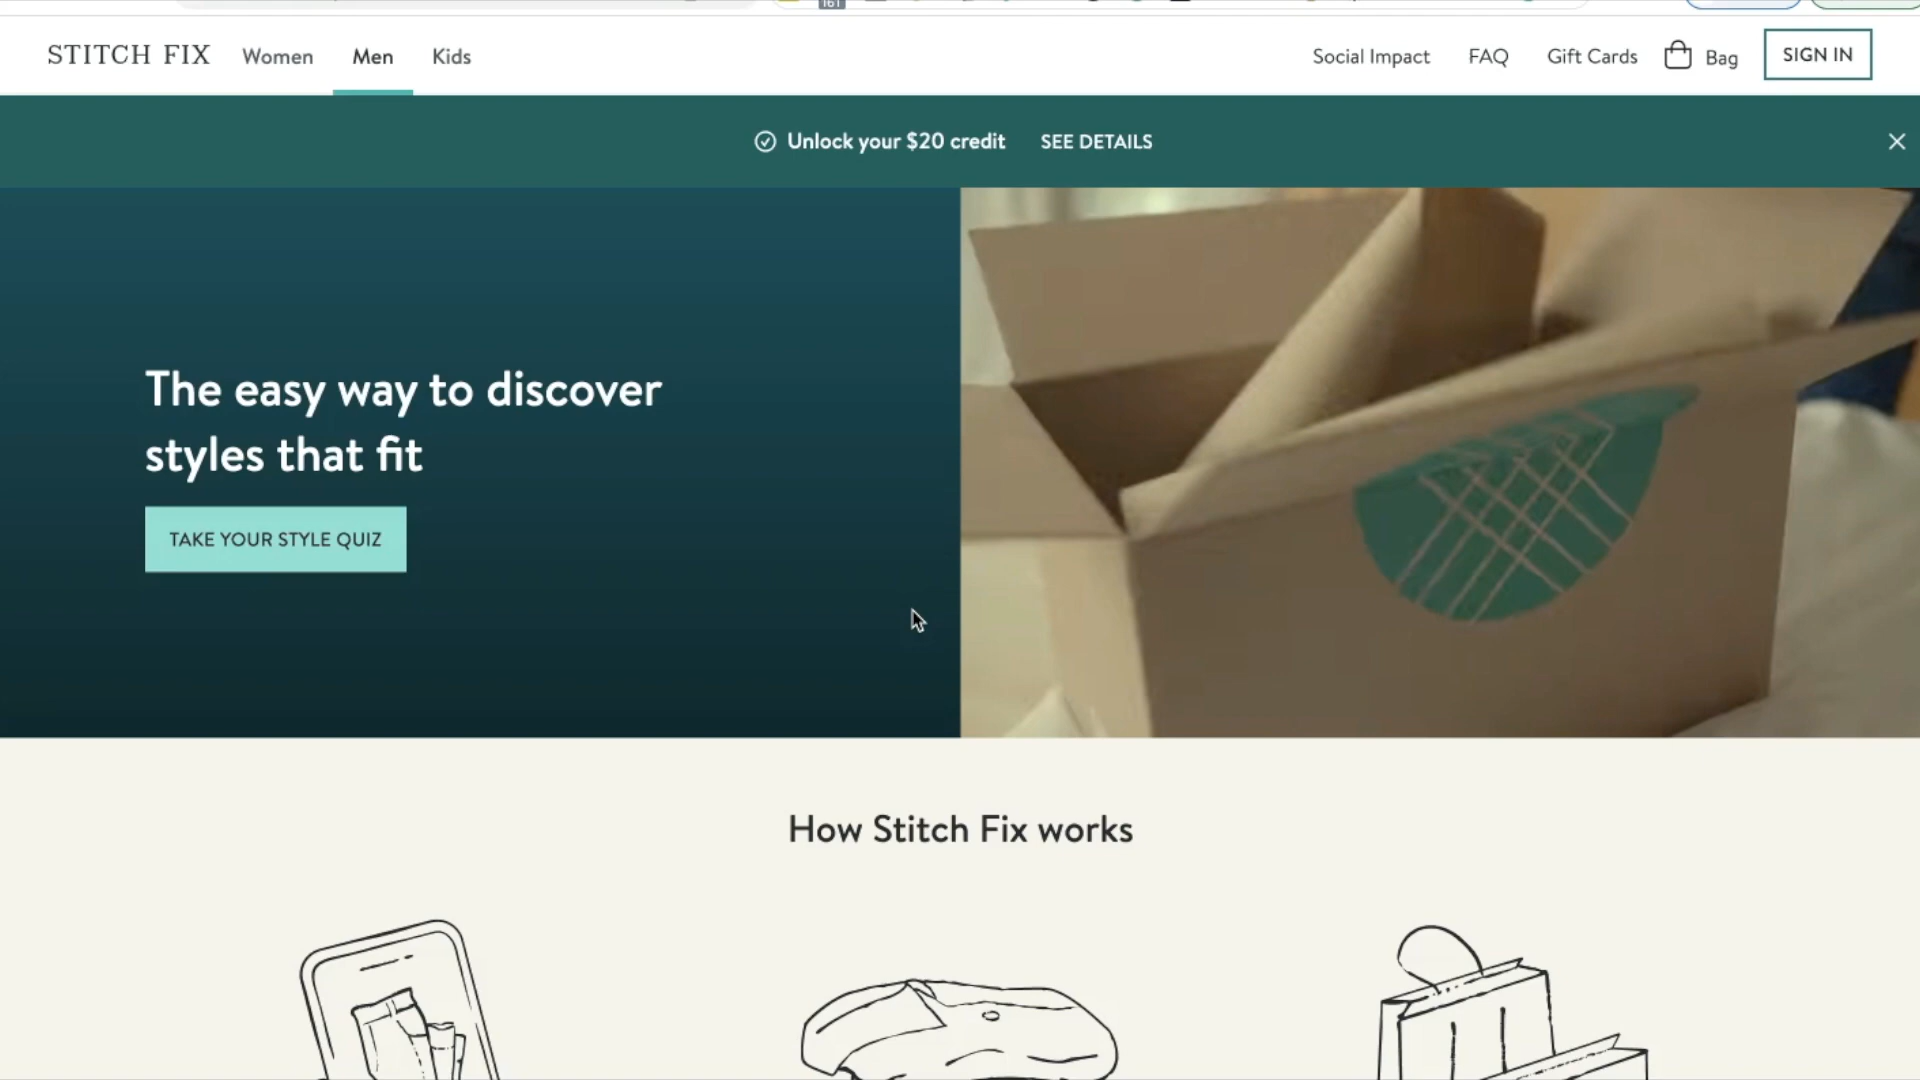 161
STITCH FIX Women Men Kids Social Impact FAQ Gift Cards Bag SIGN IN
Unlock your $20 credit SEE DETAILS
The easy way to discover
styles that fit
TAKE YOUR STYLE QUIZ
How Stitch Fix works